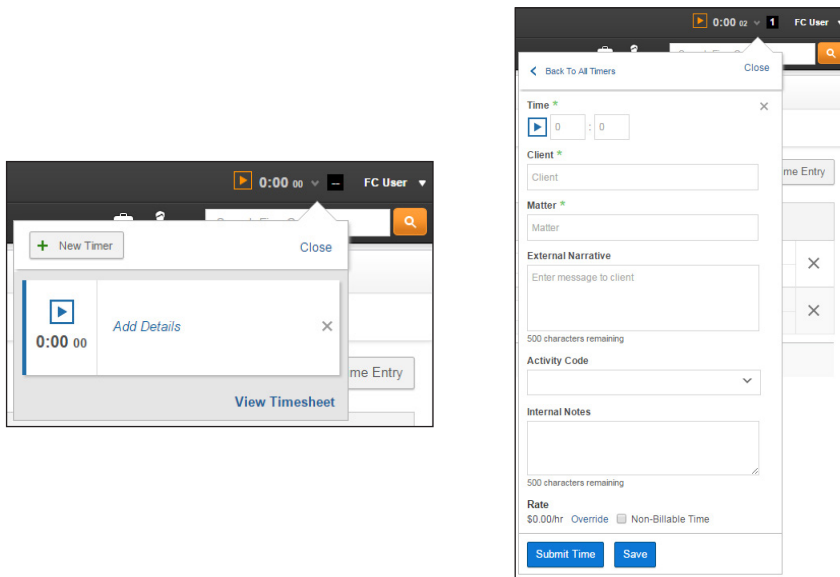 0:00 00
--
FC User
+ New Timer
Close
0:00 00
Add Details
me Entry
View Timesheet
0:00 02
1
FC User
Back To All Timers
Close
Time *
0 : 0
Client *
Client
me Entry
Matter *
Matter
External Narrative
Enter message to client
500 characters remaining
Activity Code
Internal Notes
500 characters remaining
Rate
$0.00/hr Override Non-Billable Time
Submit Time Save